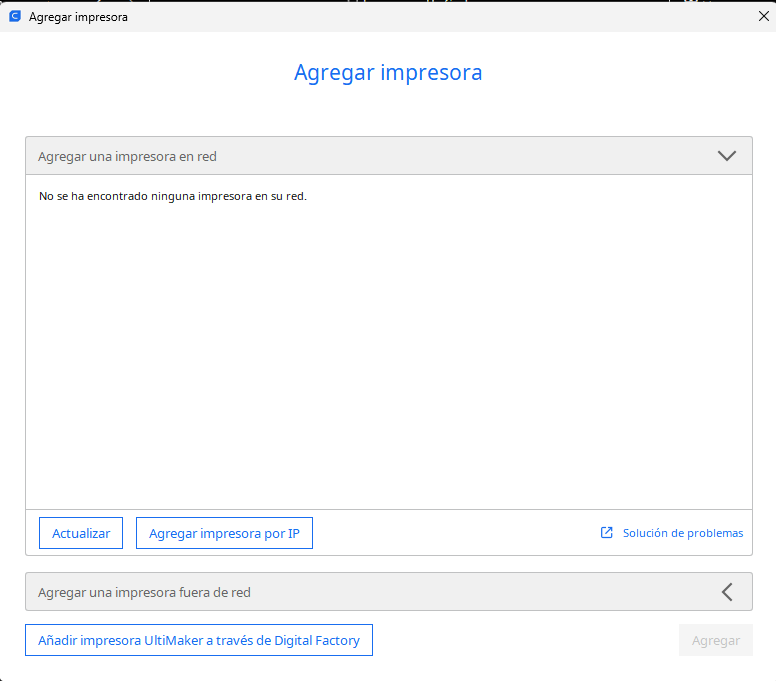 Agregar impresora
Agregar impresora
Agregar una impresora en red
No se ha encontrado ninguna impresora en su red.
Actualizar
Agregar impresora por IP
Solución de problemas
Agregar una impresora fuera de red
Añadir impresora UltiMaker a través de Digital Factory
Agregar